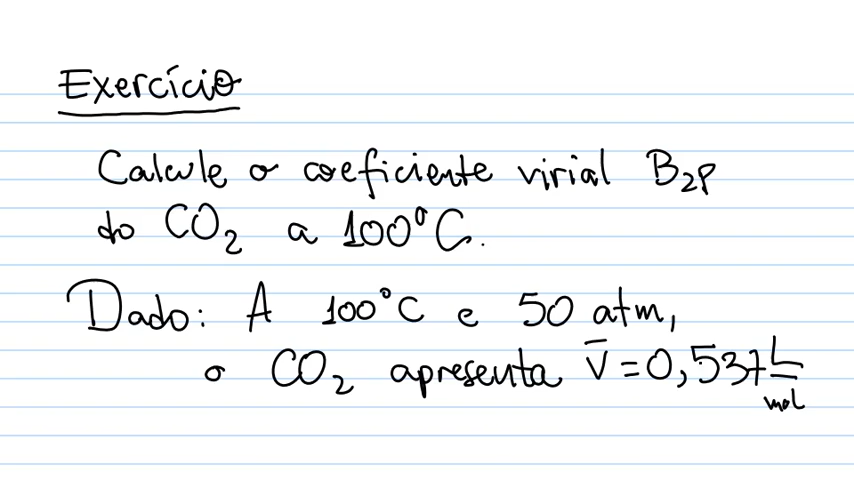 Exercício
Calcule o coeficiente virial B₂P
do CO₂ a 100°C.
Dado: A 100°C e 50 atm,
o CO₂ apresenta V̅ = 0,537 L/mol